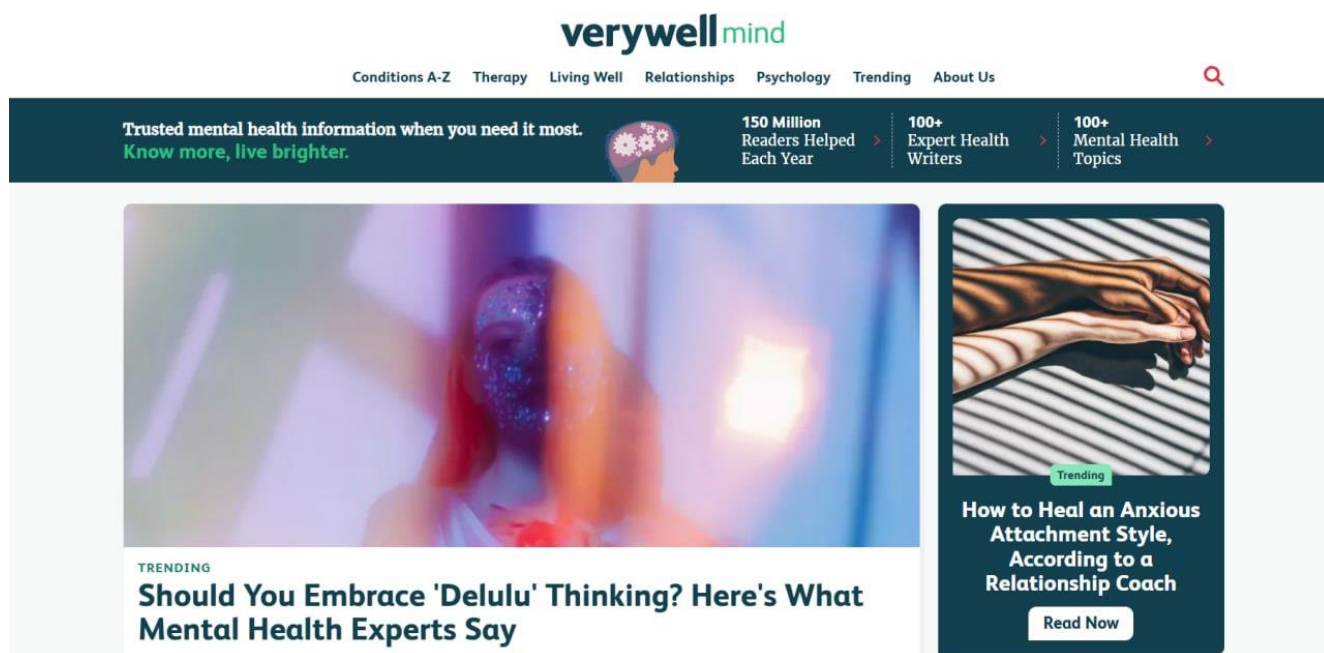 verywell mind
Conditions A-Z Therapy Living Well Relationships Psychology Trending About Us
Trusted mental health information when you need it most.
Know more, live brighter.
150 Million
Readers Helped
Each Year
100+
Expert Health
Writers
100+
Mental Health
Topics
TRENDING
Should You Embrace 'Delulu' Thinking? Here's What
Mental Health Experts Say
Trending
How to Heal an Anxious
Attachment Style,
According to a
Relationship Coach
Read Now